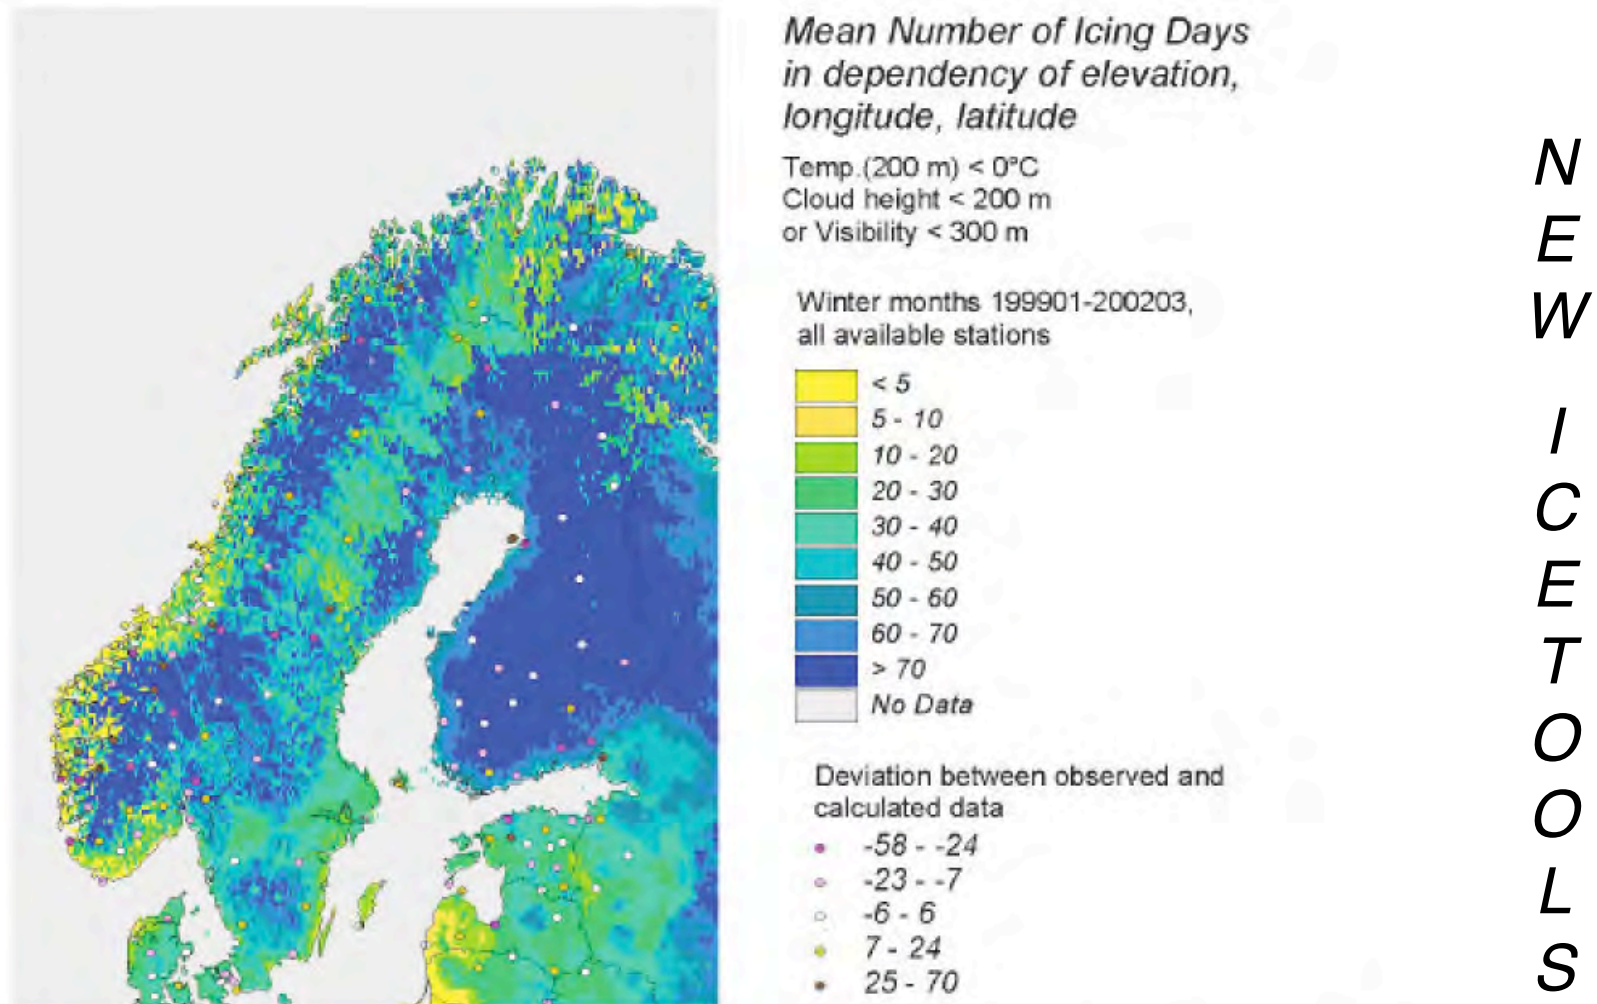 Mean Number of Icing Days
in dependency of elevation,
longitude, latitude
Temp.(200 m) < 0°C
Cloud height < 200 m
or Visibility < 300 m
Winter months 199901-200203,
all available stations
< 5
5 - 10
10 - 20
20 - 30
30 - 40
40 - 50
50 - 60
60 - 70
> 70
No Data
Deviation between observed and
calculated data
-58 - -24
-23 - -7
-6 - 6
7 - 24
25 - 70
NEW ICETOOLS